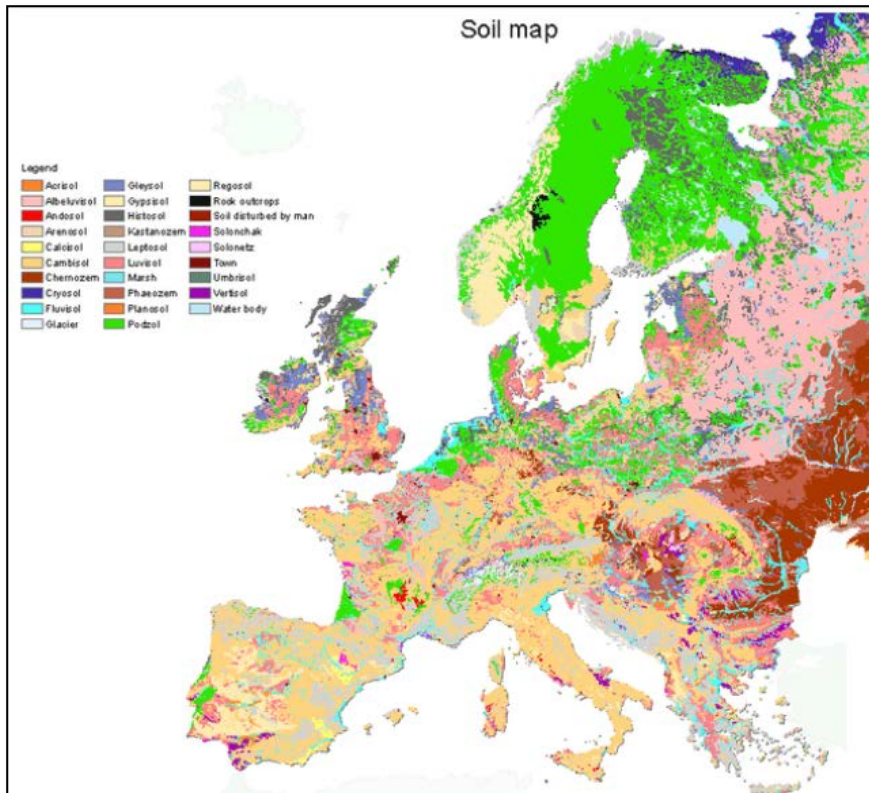 Soil map
Legend
Acrisol
Albeluvisol
Andosol
Arenosol
Calcisol
Cambisol
Chernozem
Cryosol
Fluvisol
Glacier
Gleysol
Gypsisol
Histosol
Kastanozem
Leptosol
Luvisol
Marsh
Phaeozem
Planosol
Podzol
Regosol
Rook outcrops
Soil disturbed by man
Solonchak
Solonetz
Town
Umbrisol
Vertisol
Water body